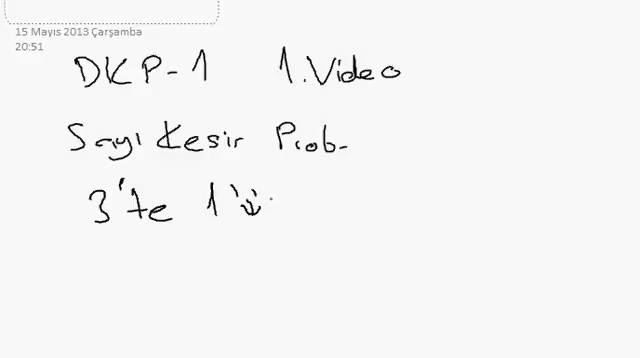 15 Mayıs 2013 Çarşamba
20:51
DKP-1 1. Video
Sayı Kesir Prob-
3'te 1'i